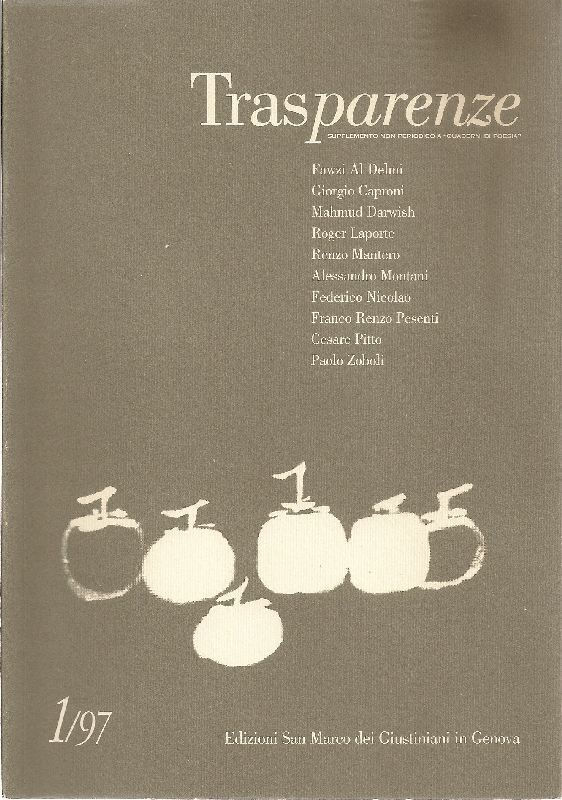 Trasparenze
SUPPLEMENTO NON PERIODICO A "QUADERNI DI POESIA"
Fawzi Al Delmi
Giorgio Caproni
Mahmud Darwish
Roger Laporte
Renzo Mantero
Alessandro Montani
Federico Nicolao
Franco Renzo Pesenti
Cesare Pitto
Paolo Zoboli
1/97
Edizioni San Marco dei Giustiniani in Genova